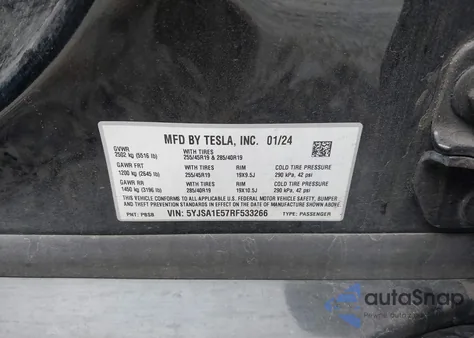 MFD BY TESLA, INC. 01/24
GVWR
2502 kg (5516 lb)
WITH TIRES
255/45R19 & 285/40R19
GAWR FRT
1200 kg (2645 lb)
WITH TIRES
255/45R19
RIM
19X9.5J
COLD TIRE PRESSURE
290 kPa, 42 psi
GAWR RR
1450 kg (3196 lb)
WITH TIRES
285/40R19
RIM
19X10.5J
COLD TIRE PRESSURE
290 kPa, 42 psi
THIS VEHICLE CONFORMS TO ALL APPLICABLE U.S. FEDERAL MOTOR VEHICLE SAFETY,
BUMPER, AND THEFT PREVENTION STANDARDS IN EFFECT ON THE DATE OF MANUFACTURE SHOWN ABOVE.
PNT: PBSB
VIN: 5YJSA1E57RF533266
TYPE: PASSENGER
autoSnap